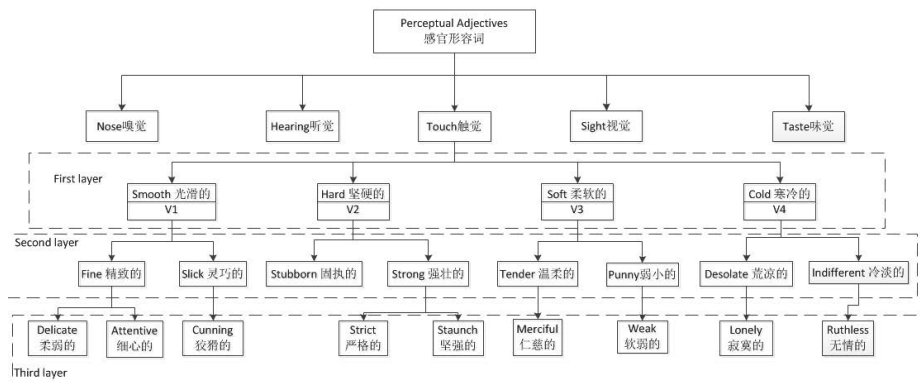 Perceptual Adjectives
感官形容词
Nose嗅觉
Hearing听觉
Touch触觉
Sight视觉
Taste味觉
First layer
Smooth 光滑的
V1
Hard 坚硬的
V2
Soft 柔软的
V3
Cold 寒冷的
V4
Second layer
Fine 精致的
Slick 灵巧的
Stubborn 固执的
Strong 强壮的
Tender 温柔的
Punny弱小的
Desolate 荒凉的
Indifferent 冷淡的
Delicate
柔弱的
Attentive
细心的
Cunning
狡猾的
Strict
严格的
Staunch
坚强的
Merciful
仁慈的
Weak
软弱的
Lonely
寂寞的
Ruthless
无情的
Third layer